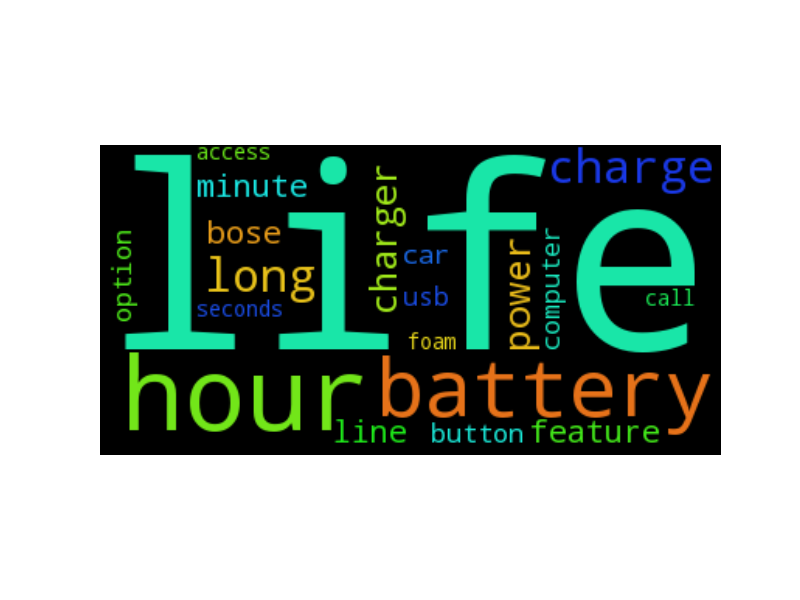 access
charge
minute
life
charger
option
bose
car
power
computer
long
usb
seconds
call
foam
hour
battery
line
button
feature